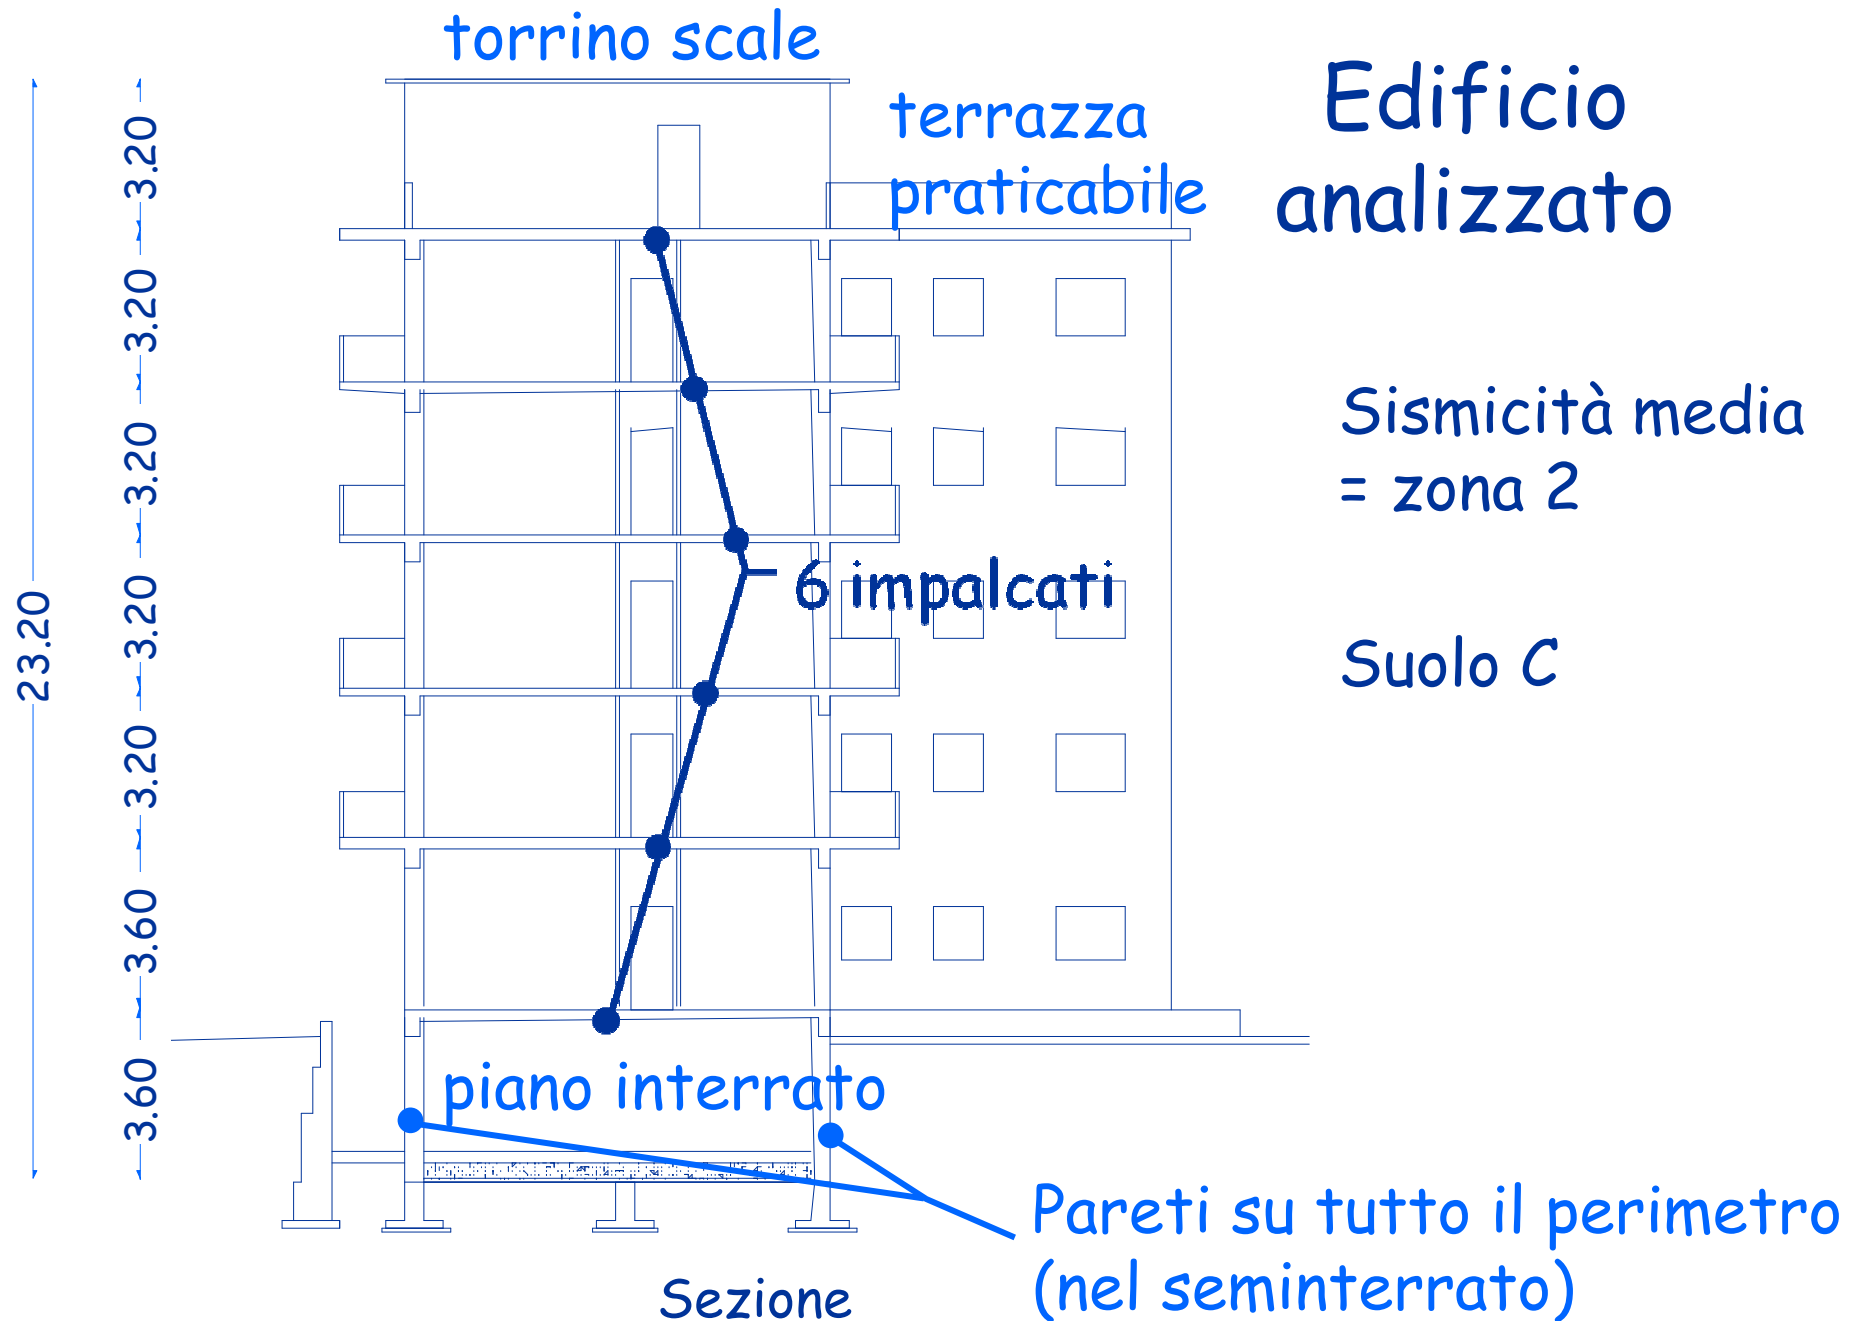 torrino scale
terrazza
praticabile
Edificio
analizzato
3.20
3.20
3.20
3.20
3.20
3.60
3.60
23.20
Sismicità media
= zona 2
6 impalcati
Suolo C
piano interrato
Pareti su tutto il perimetro
(nel seminterrato)
Sezione